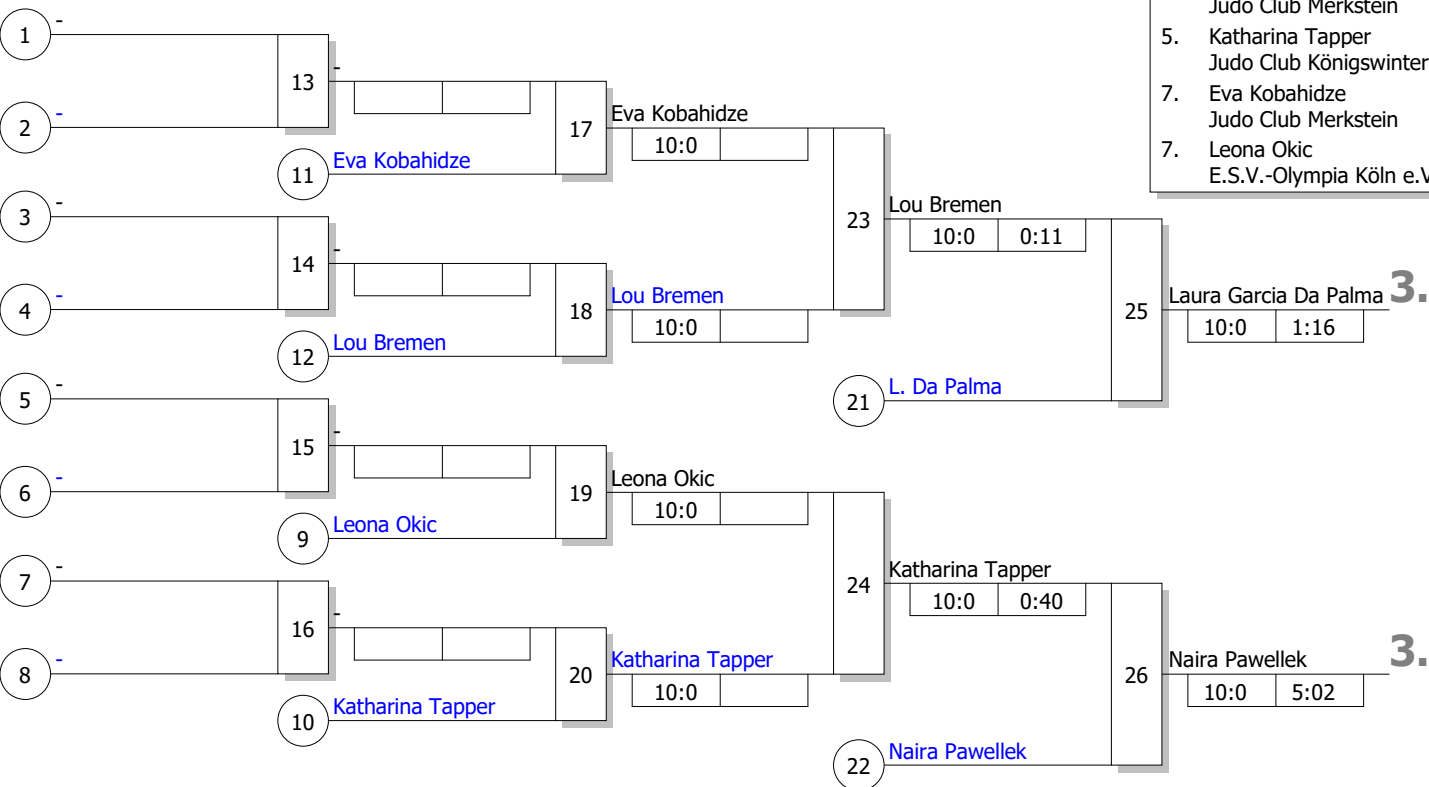 Judo Club Merkstein
5. Katharina Tapper
Judo Club Königswinter
7. Eva Kobahidze
Judo Club Merkstein
7. Leona Okic
E.S.V.-Olympia Köln e.V
1 -
13 -
2 -
17 Eva Kobahidze
10:0
11 Eva Kobahidze
3 -
23 Lou Bremen
10:0 0:11
14 -
4 -
18 Lou Bremen
10:0
12 Lou Bremen
25 Laura Garcia Da Palma 3.
10:0 1:16
5 -
21 L. Da Palma
15 -
6 -
19 Leona Okic
10:0
9 Leona Okic
7 -
24 Katharina Tapper
10:0 0:40
16 -
8 -
20 Katharina Tapper
10:0
10 Katharina Tapper
26 Naira Pawellek 3.
10:0 5:02
22 Naira Pawellek